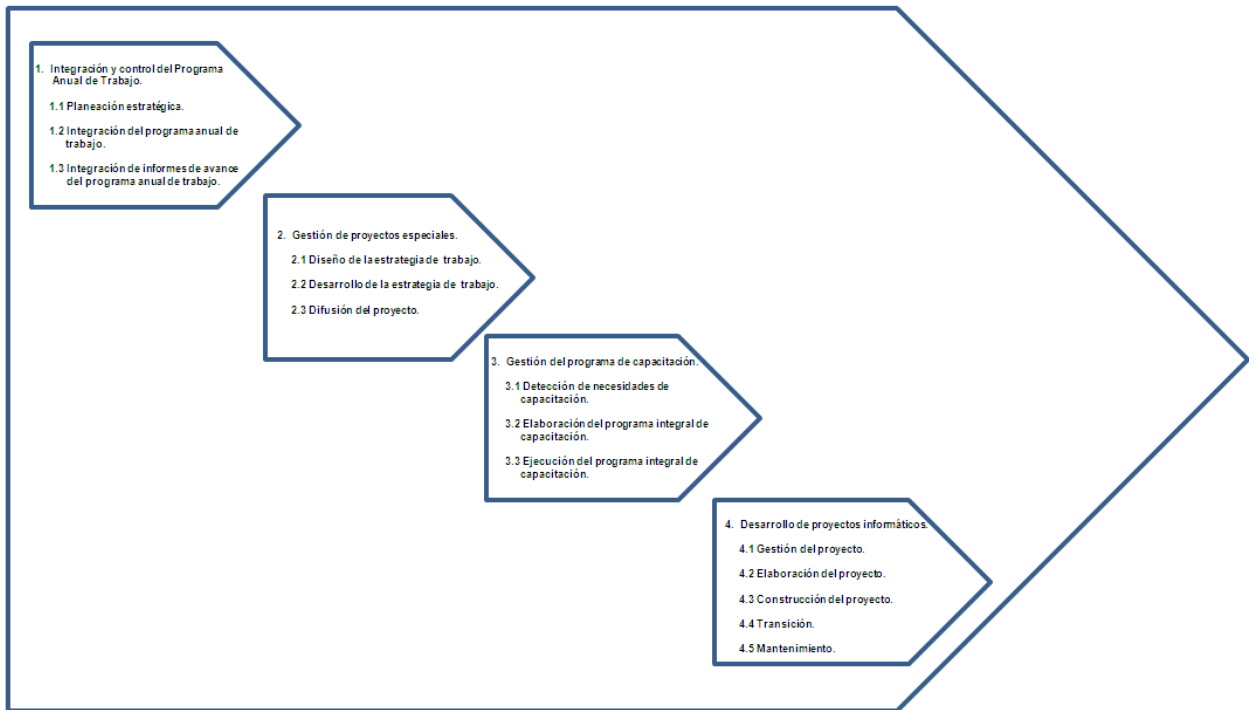 1. Integración y control del Programa
Anual de Trabajo.
1.1 Planeación estratégica.
1.2 Integración del programa anual de
trabajo.
1.3 Integración de informes de avance
del programa anual de trabajo.
2. Gestión de proyectos especiales.
2.1 Diseño de la estrategia de trabajo.
2.2 Desarrollo de la estrategia de trabajo.
2.3 Difusión del proyecto.
3. Gestión del programa de capacitación.
3.1 Detección de necesidades de
capacitación.
3.2 Elaboración del programa integral de
capacitación.
3.3 Ejecución del programa integral de
capacitación.
4. Desarrollo de proyectos informáticos.
4.1 Gestión del proyecto.
4.2 Elaboración del proyecto.
4.3 Construcción del proyecto.
4.4 Transición.
4.5 Mantenimiento.